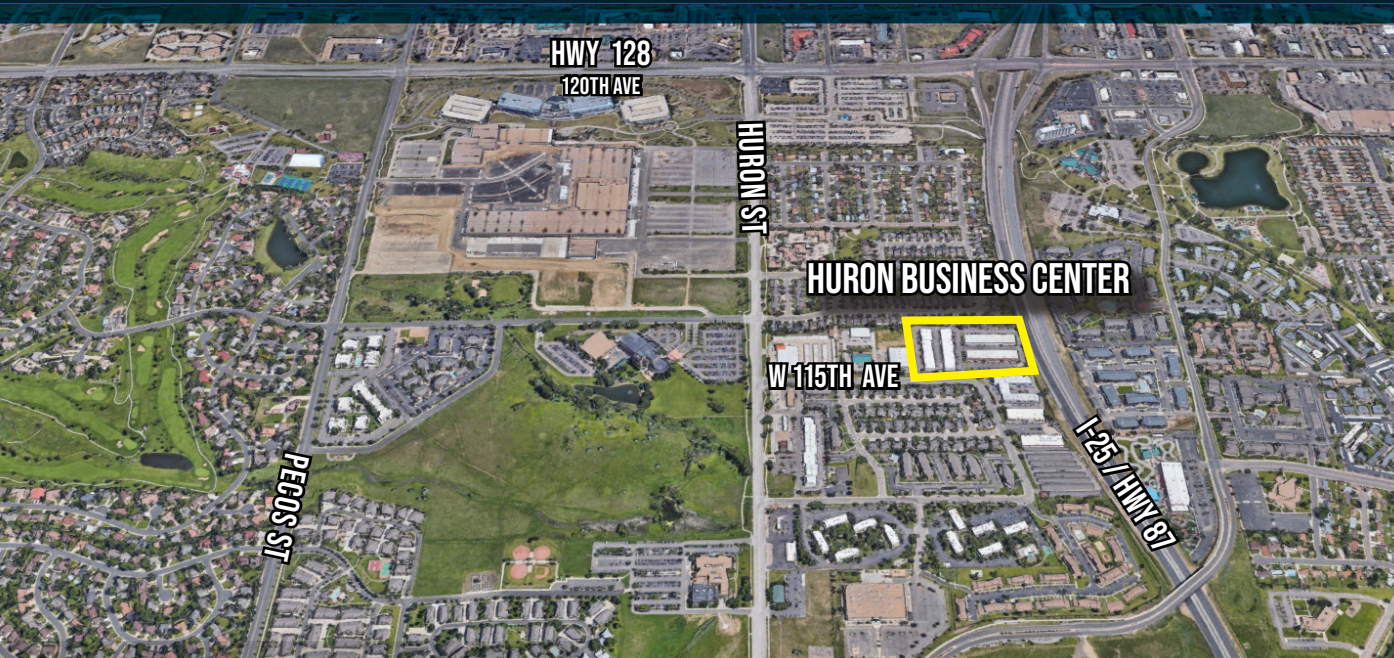 HWY 128
120TH AVE
HURON ST
HURON BUSINESS CENTER
W 115TH AVE
I-25 / HWY 87
PECOS ST